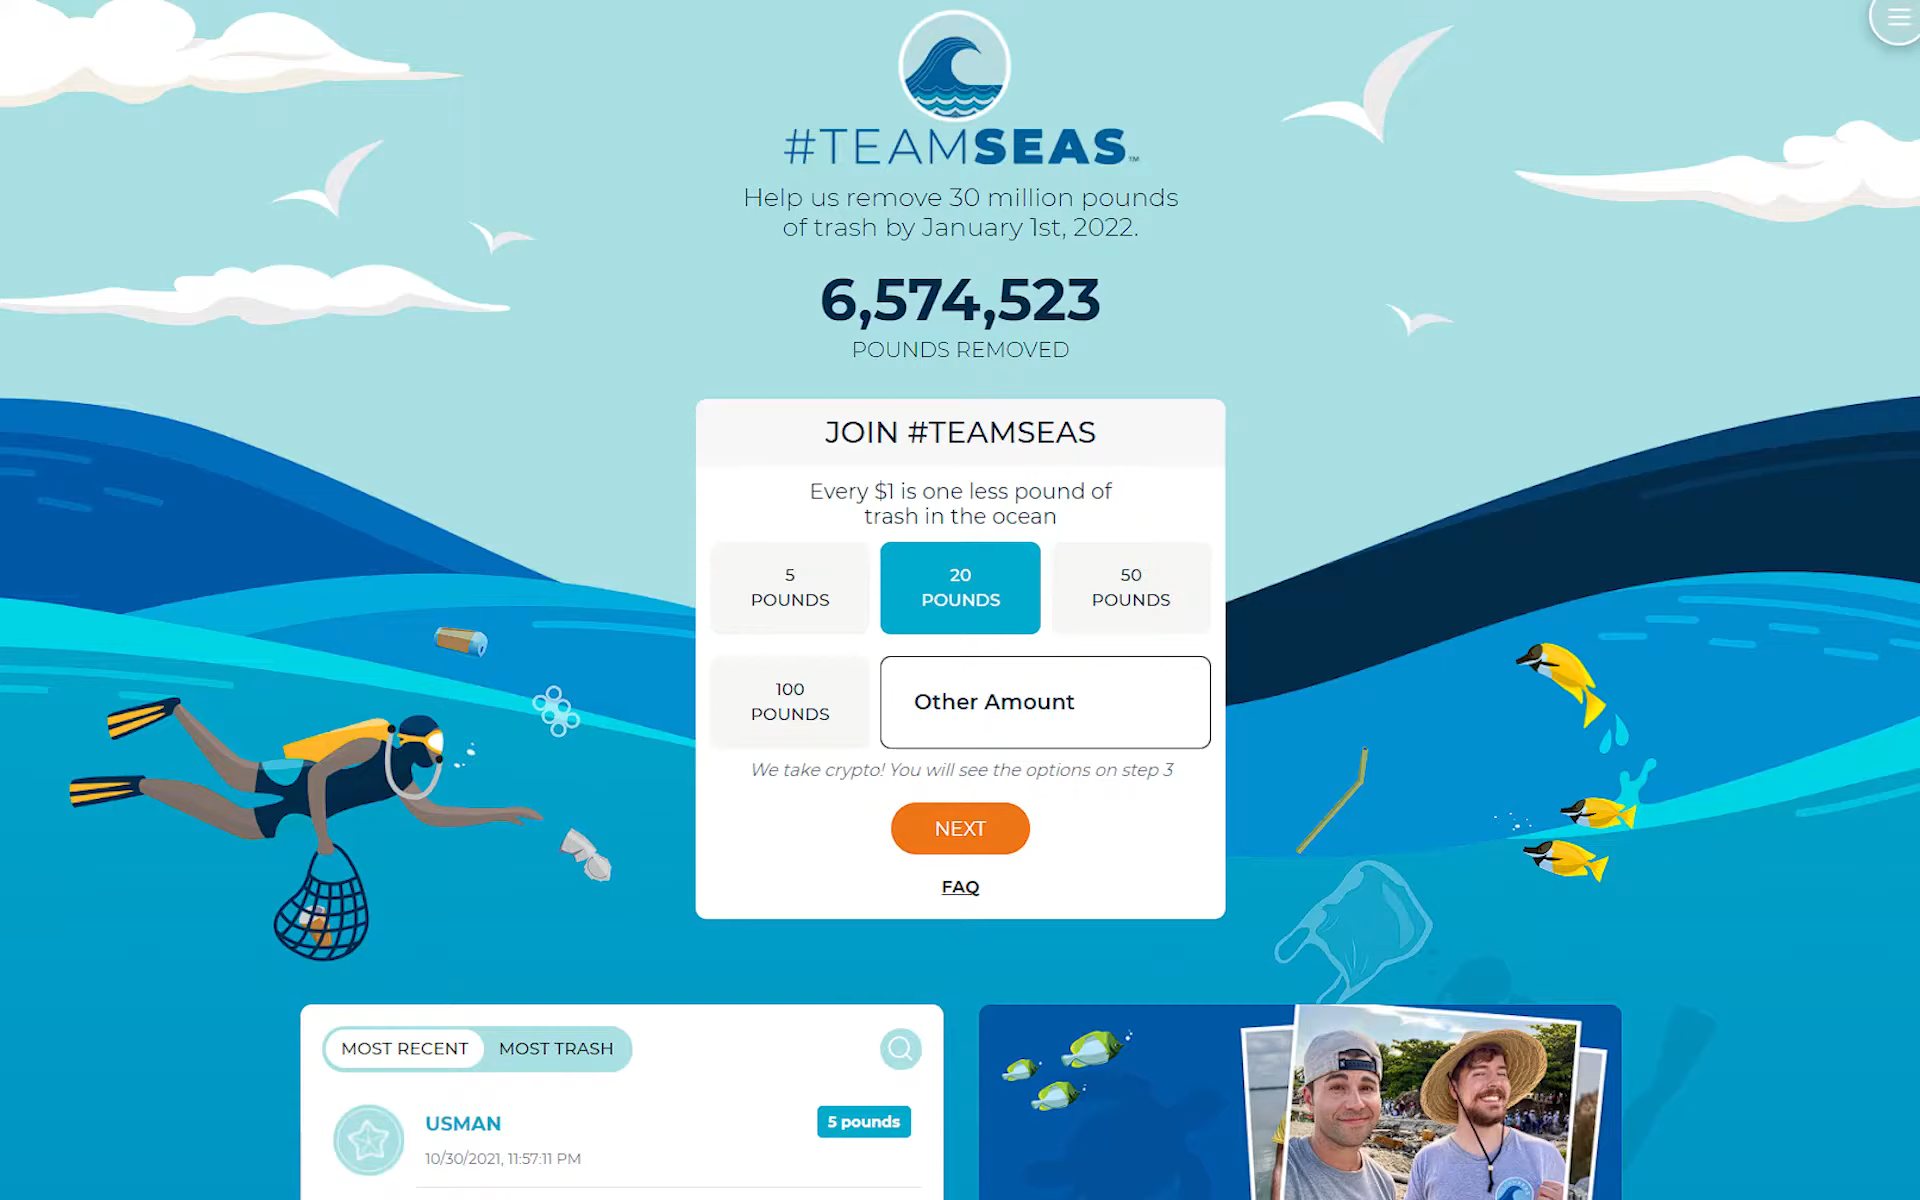 #TEAMSEAS™
Help us remove 30 million pounds
of trash by January 1st, 2022.
6,574,523
POUNDS REMOVED
JOIN #TEAMSEAS
Every $1 is one less pound of
trash in the ocean
5
POUNDS
20
POUNDS
50
POUNDS
100
POUNDS
Other Amount
We take crypto! You will see the options on step 3
NEXT
FAQ
MOST RECENT
MOST TRASH
USMAN
5 pounds
10/30/2021, 11:57:11 PM